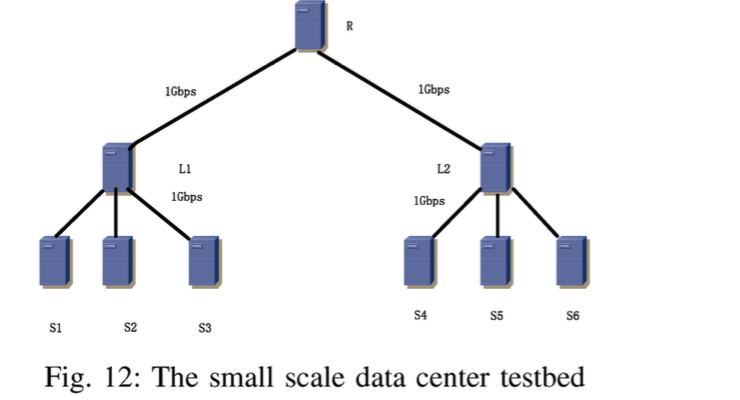 R
1Gbps
1Gbps
L1
L2
1Gbps
1Gbps
S1
S2
S3
S4
S5
S6
Fig. 12: The small scale data center testbed